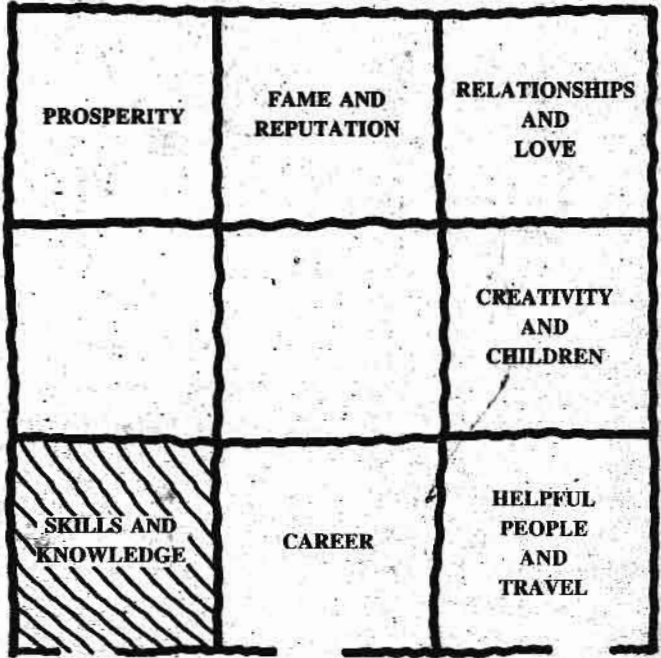 PROSPERITY
FAME AND
REPUTATION
RELATIONSHIPS
AND
LOVE
CREATIVITY
AND
CHILDREN
SKILLS AND
KNOWLEDGE
CAREER
HELPFUL
PEOPLE
AND
TRAVEL